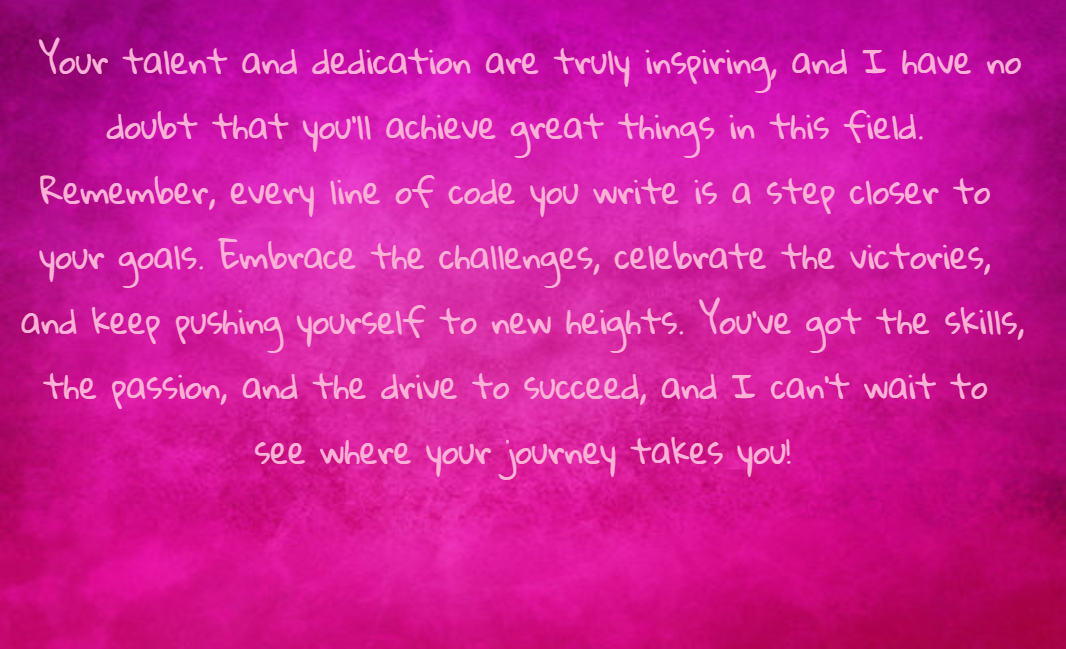 Your talent and dedication are truly inspiring, and I have no
doubt that you'll achieve great things in this field.
Remember, every line of code you write is a step closer to
your goals. Embrace the challenges, celebrate the victories,
and keep pushing yourself to new heights. You've got the skills,
the passion, and the drive to succeed, and I can't wait to
see where your journey takes you!